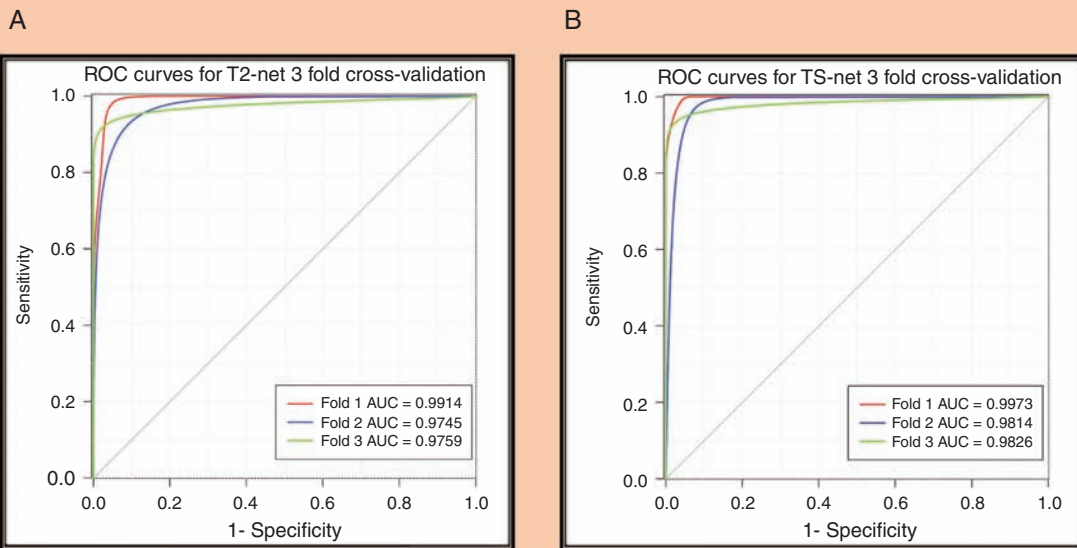 A
ROC curves for T2-net 3 fold cross-validation
1.0
0.8
0.6
0.4
0.2
0.0
Sensitivity
Fold 1 AUC = 0.9914
Fold 2 AUC = 0.9745
Fold 3 AUC = 0.9759
0.0 0.2 0.4 0.6 0.8 1.0
1- Specificity
B
ROC curves for TS-net 3 fold cross-validation
1.0
0.8
0.6
0.4
0.2
0.0
Sensitivity
Fold 1 AUC = 0.9973
Fold 2 AUC = 0.9814
Fold 3 AUC = 0.9826
0.0 0.2 0.4 0.6 0.8 1.0
1- Specificity